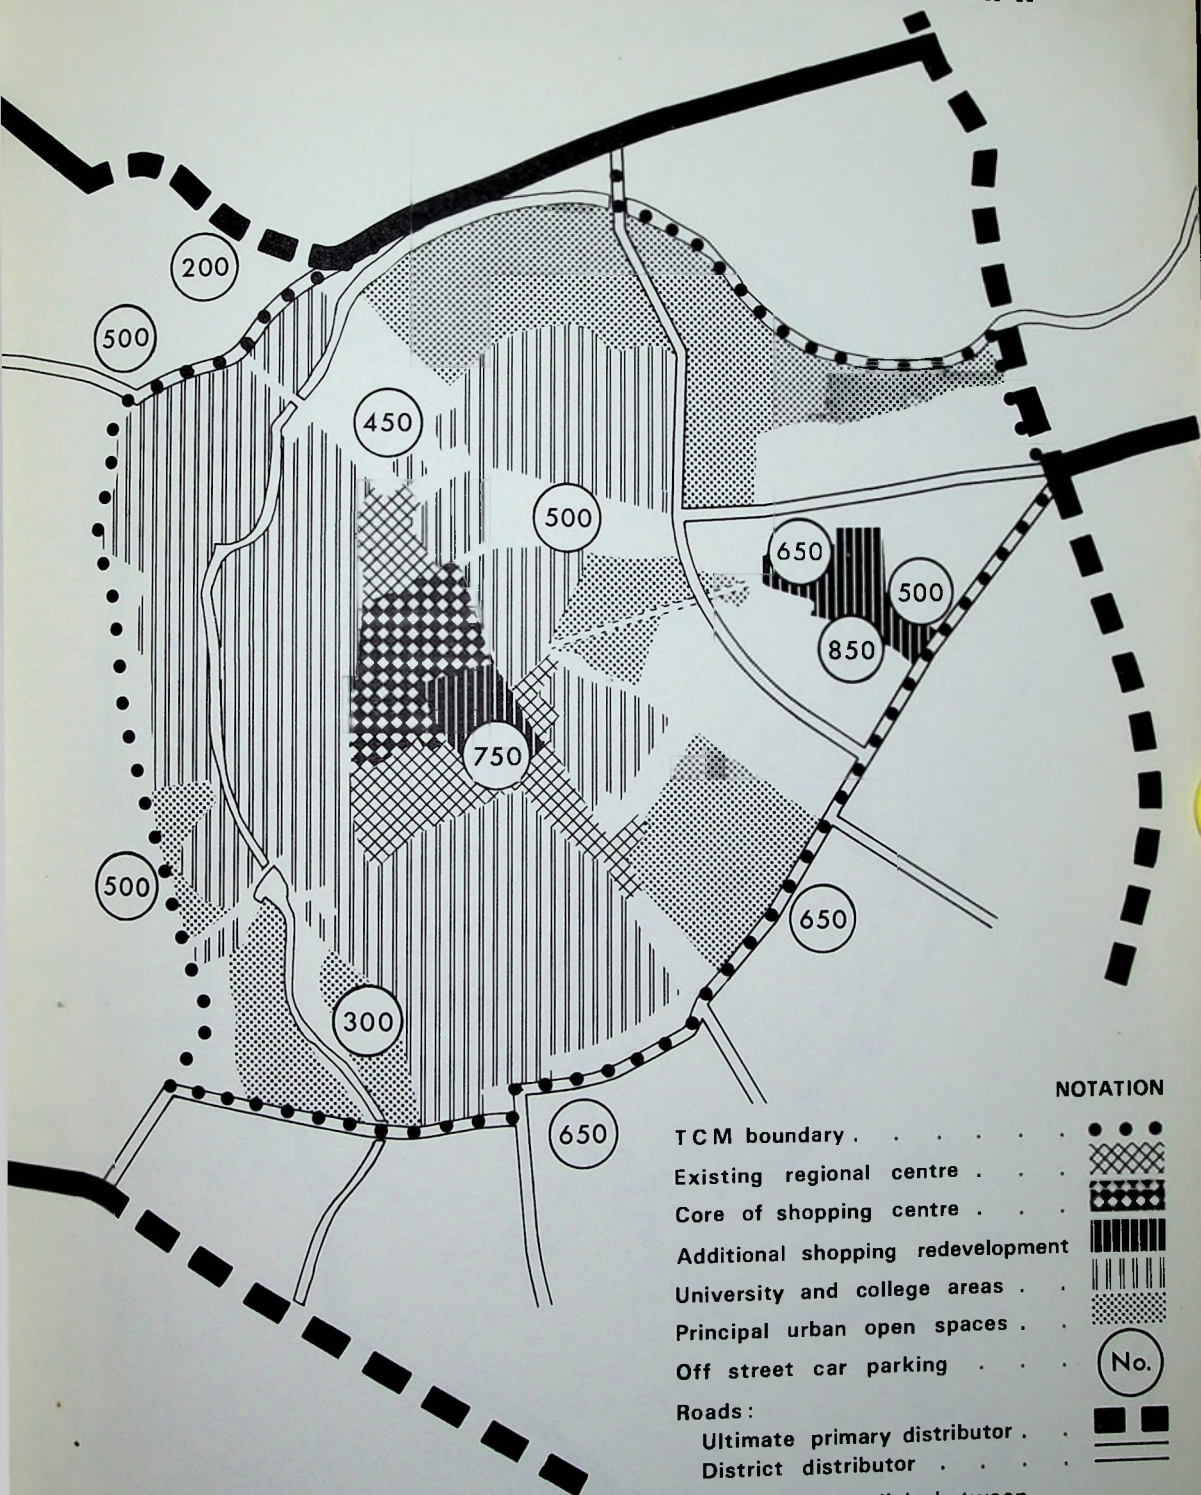 200
500
450
500
650
500
850
750
500
650
300
650
NOTATION
TCM boundary . . . . . . .
Existing regional centre . . .
Core of shopping centre . . .
Additional shopping redevelopment
University and college areas . .
Principal urban open spaces . .
Off street car parking . . .
No.
Roads:
Ultimate primary distributor . .
District distributor . . . .
between